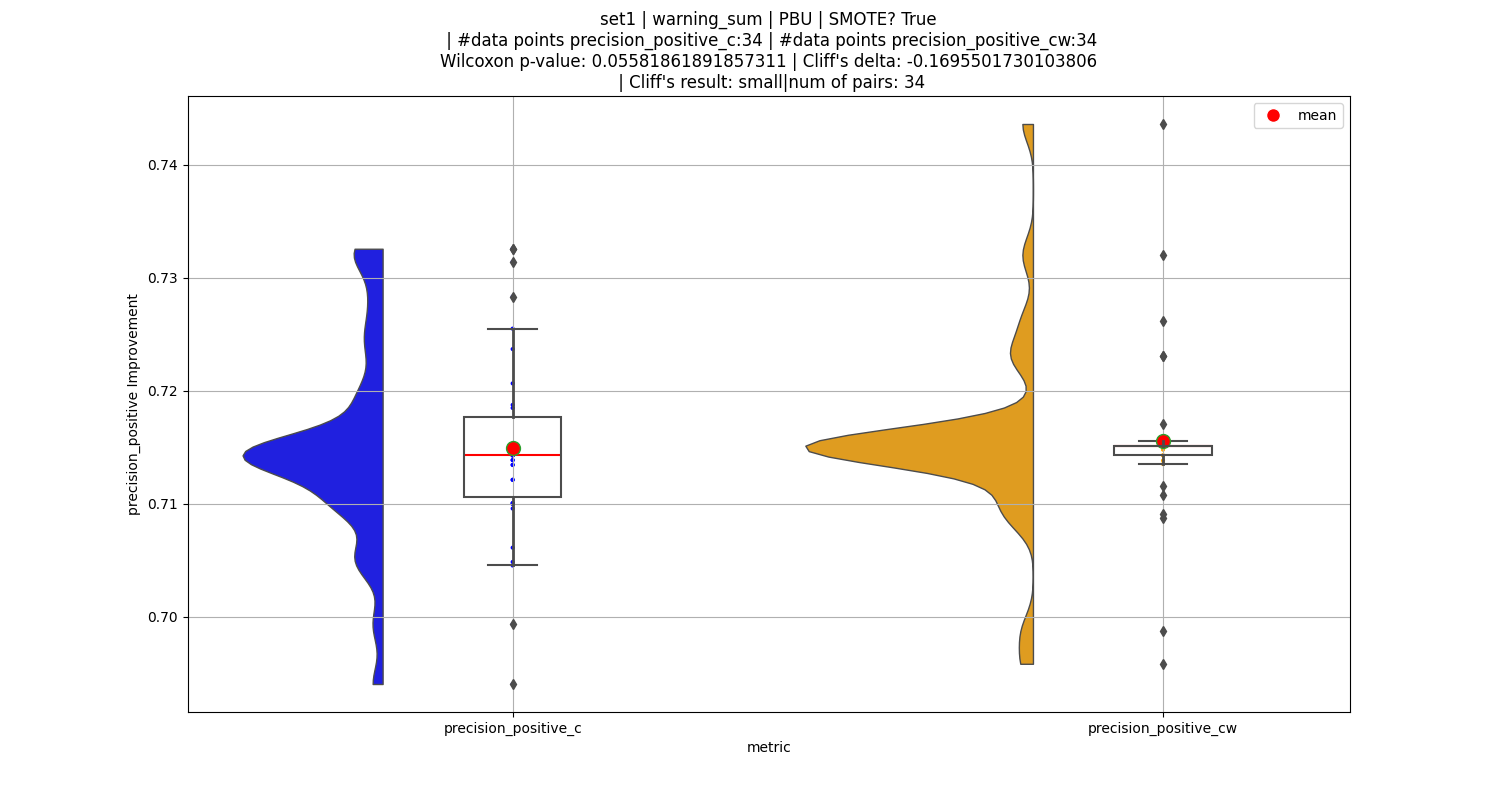 set1 | warning_sum | PBU | SMOTE? True
| #data points precision_positive_c:34 | #data points precision_positive_cw:34
Wilcoxon p-value: 0.05581861891857311 | Cliff's delta: -0.1695501730103806
| Cliff's result: small|num of pairs: 34
mean
0.74
0.73
0.72
0.71
0.70
precision_positive Improvement
precision_positive_c
precision_positive_cw
metric